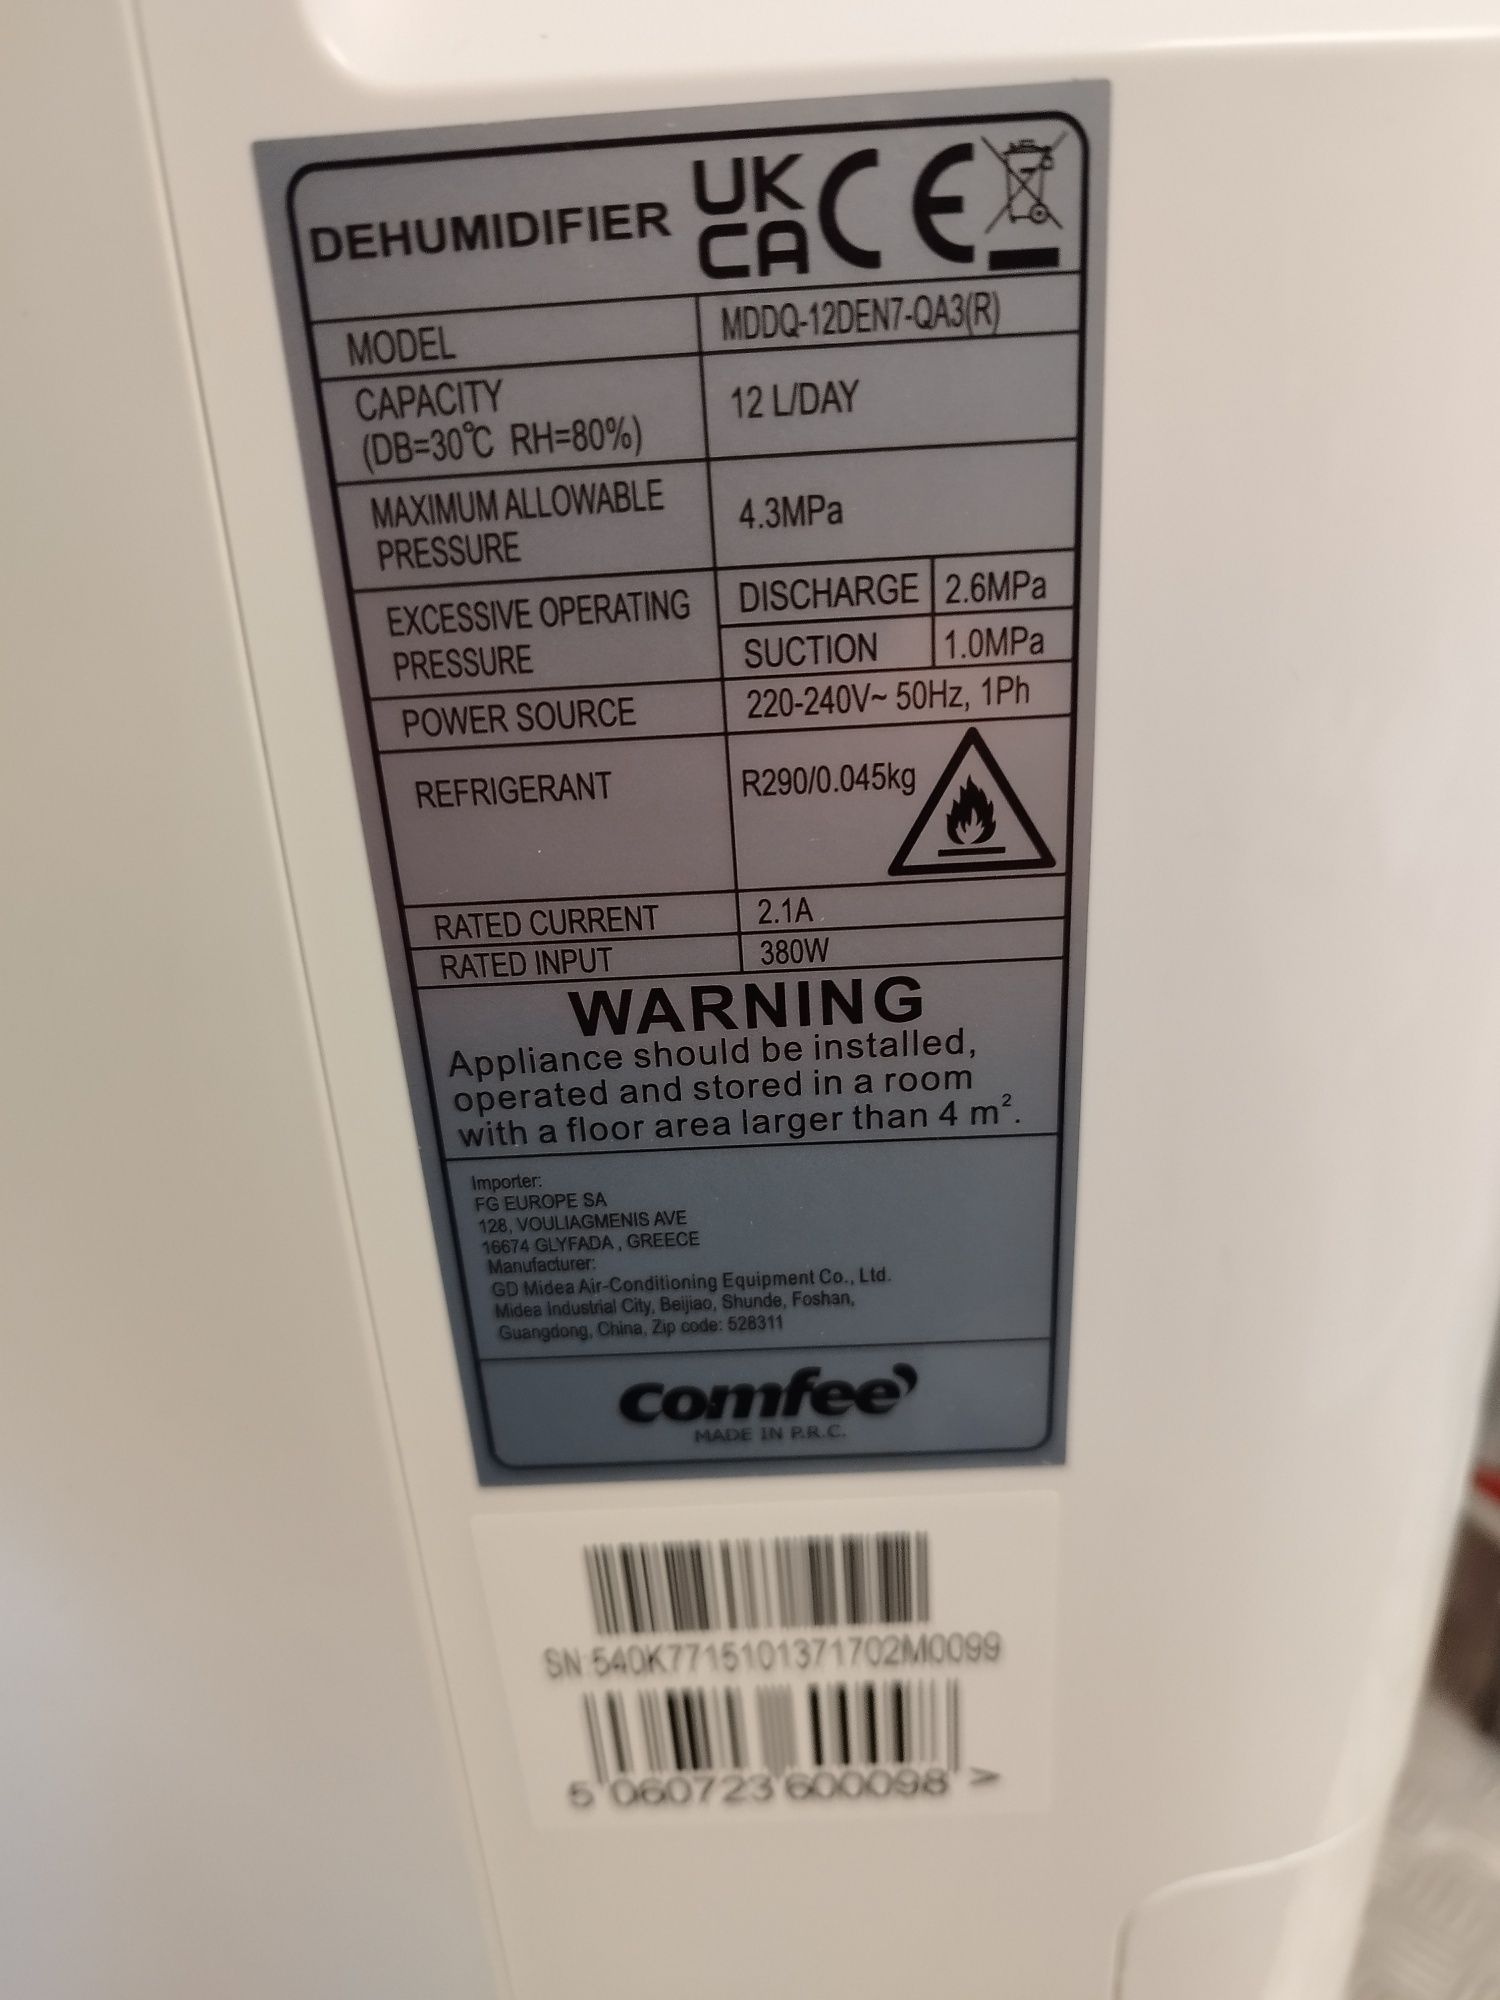 DEHUMIDIFIER UK CA CE
MODEL MDDQ-12DEN7-QA3(R)
CAPACITY
(DB=30℃ RH=80%) 12 L/DAY
MAXIMUM ALLOWABLE
PRESSURE 4.3MPa
EXCESSIVE OPERATING
PRESSURE
DISCHARGE 2.6MPa
SUCTION 1.0MPa
POWER SOURCE 220-240V~ 50Hz, 1Ph
REFRIGERANT R290/0.045kg
RATED CURRENT 2.1A
RATED INPUT 380W
WARNING
Appliance should be installed,
operated and stored in a room
with a floor area larger than 4 m².
Importer:
FG EUROPE SA
128, VOULIAGMENIS AVE
16674 GLYFADA , GREECE
Manufacturer:
GD Midea Air-Conditioning Equipment Co., Ltd.
Midea Industrial City, Beijiao, Shunde, Foshan,
Guangdong, China, Zip code: 528311
comfee'
MADE IN P.R.C.
SN:540K7715101371702M0099
5 060723 600098 >